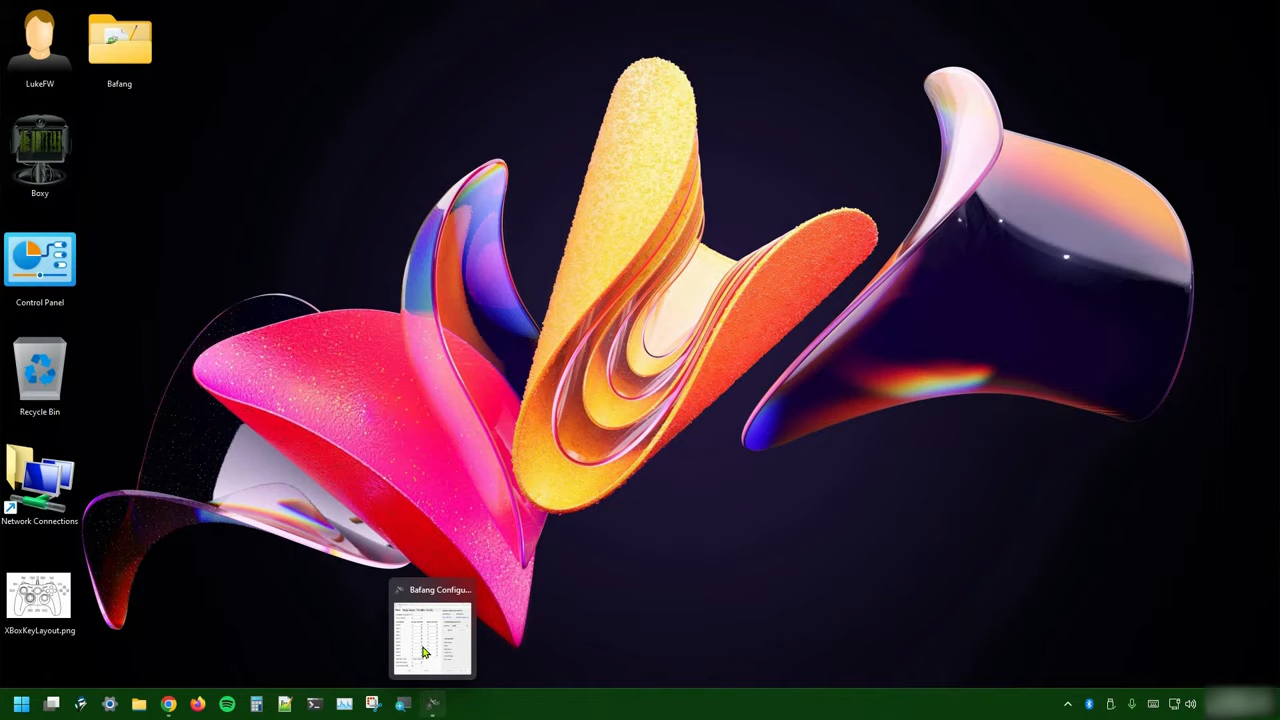 LukeFW
Bafang
Boxy
Control Panel
Recycle Bin
Network Connections
XBoxKeyLayout.png
Bafang Configu...